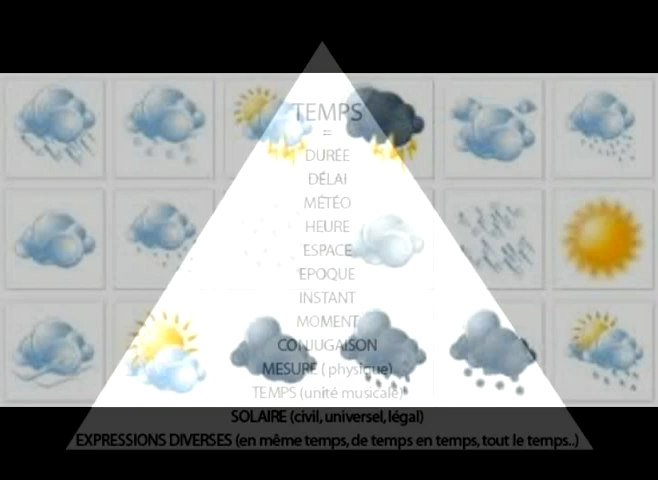 TEMPS
=
DURÉE
DÉLAI
MÉTÉO
HEURE
ESPACE
EPOQUE
INSTANT
MOMENT
CONJUGAISON
MESURE ( physique)
TEMPS (unité musicale)
SOLAIRE (civil, universel, légal)
EXPRESSIONS DIVERSES (en même temps, de temps en temps, tout le temps..)